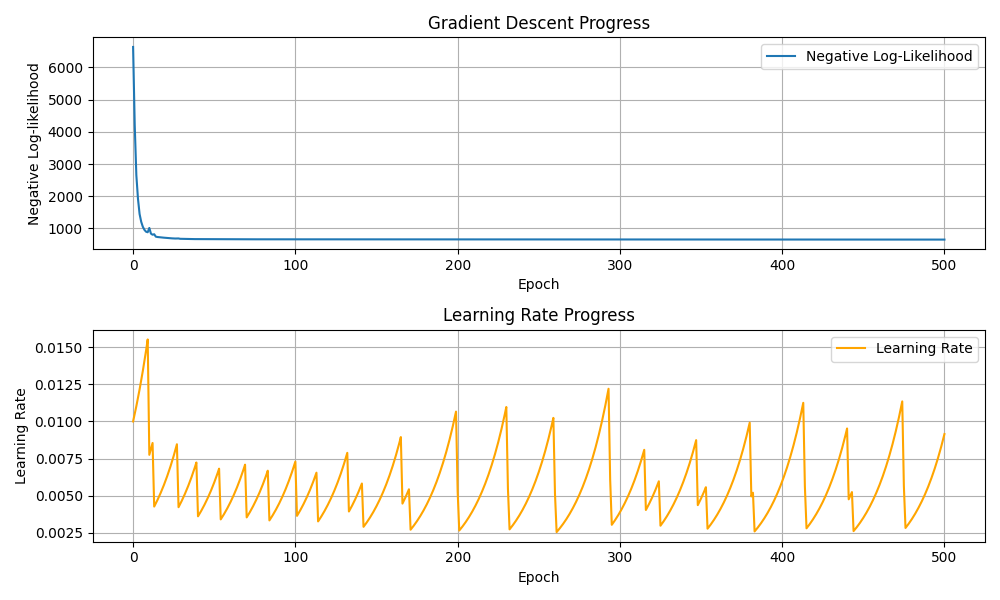 Gradient Descent Progress
Negative Log-likelihood
6000
5000
4000
3000
2000
1000
Negative Log-Likelihood
0 100 200 300 400 500
Epoch
Learning Rate Progress
Learning Rate
0.0150
0.0125
0.0100
0.0075
0.0050
0.0025
Learning Rate
0 100 200 300 400 500
Epoch